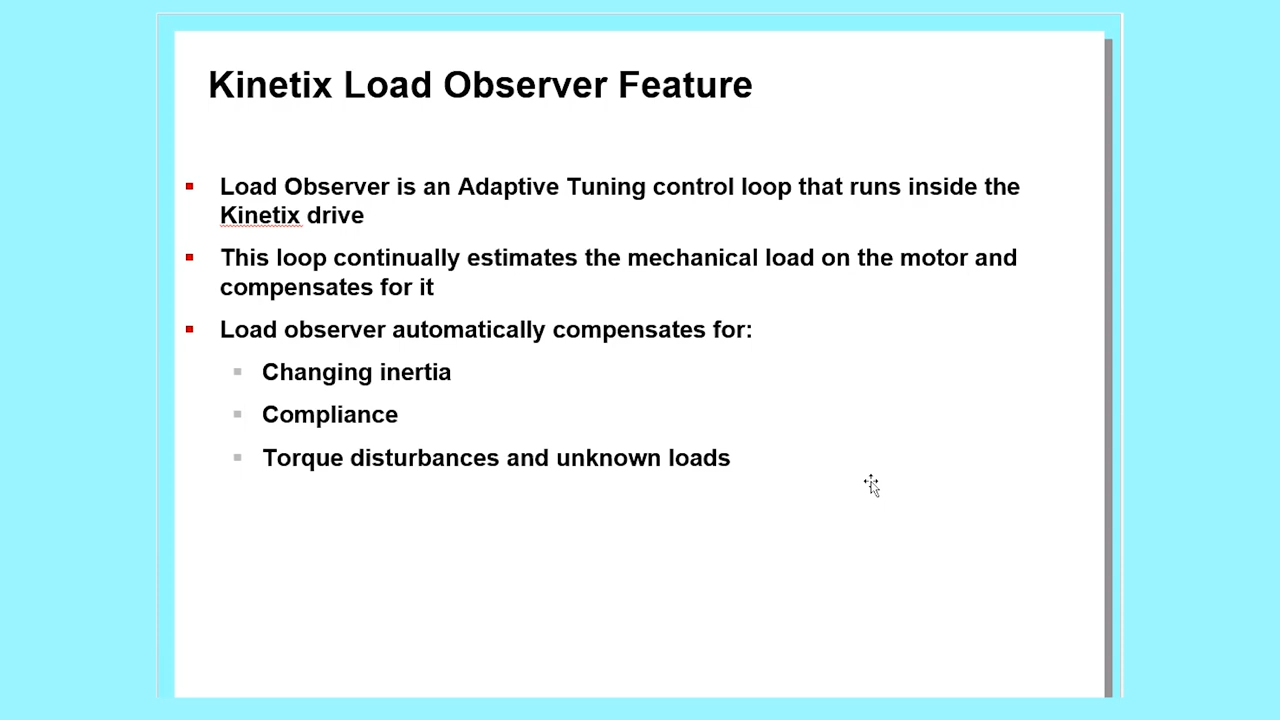 Kinetix Load Observer Feature
Load Observer is an Adaptive Tuning control loop that runs inside the
Kinetix drive
This loop continually estimates the mechanical load on the motor and
compensates for it
Load observer automatically compensates for:
Changing inertia
Compliance
Torque disturbances and unknown loads